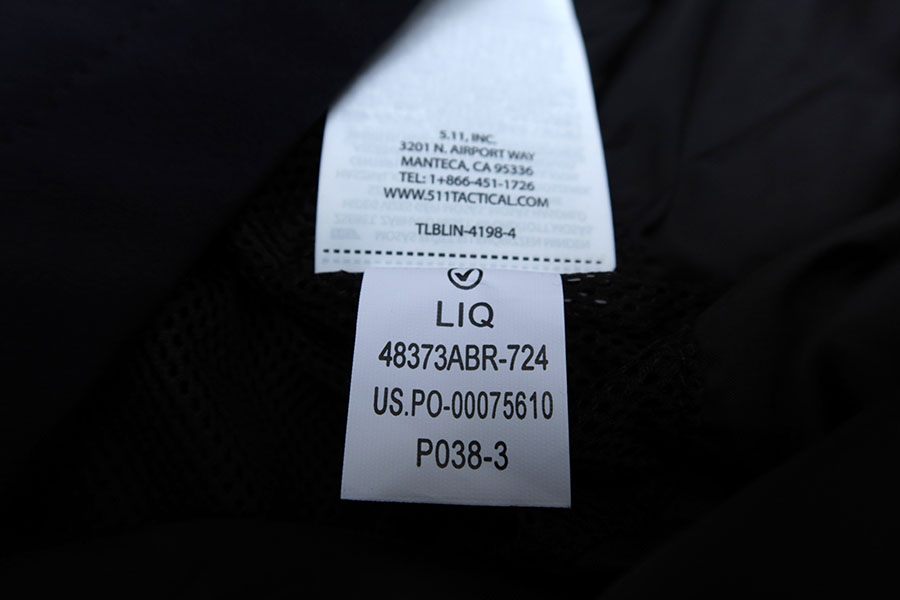 5.11, INC.
3201 N. AIRPORT WAY
MANTECA, CA 95336
TEL: 1+866-451-1726
WWW.511TACTICAL.COM
TLBLIN-4198-4
LIQ
48373ABR-724
US.PO-00075610
P038-3